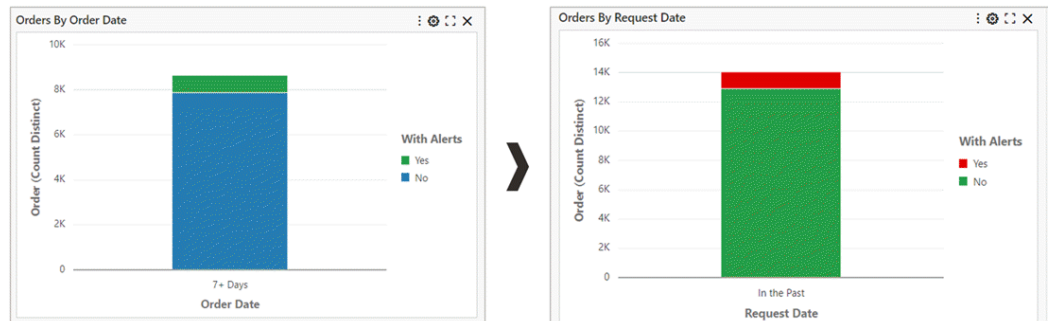 Orders By Order Date
10K
8K
6K
4K
2K
0
Order (Count Distinct)
7+ Days
Order Date
With Alerts
Yes
No
Orders By Request Date
16K
14K
12K
10K
8K
6K
4K
2K
0
Order (Count Distinct)
In the Past
Request Date
With Alerts
Yes
No